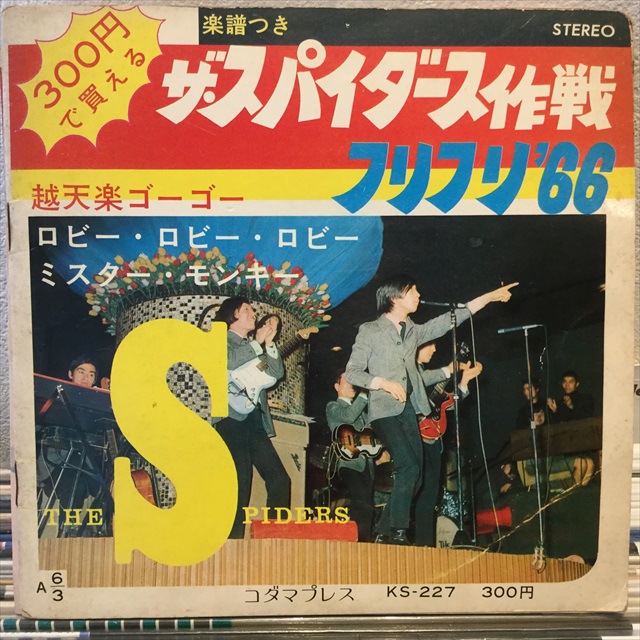 楽譜つき
STEREO
300円
で買える
ザ・スパイダース作戦
フリフリ'66
越天楽ゴーゴー
ロビー・ロビー・ロビー
ミスター・モンキー
THE SPIDERS
A 6/3
コダマプレス KS-227 300円